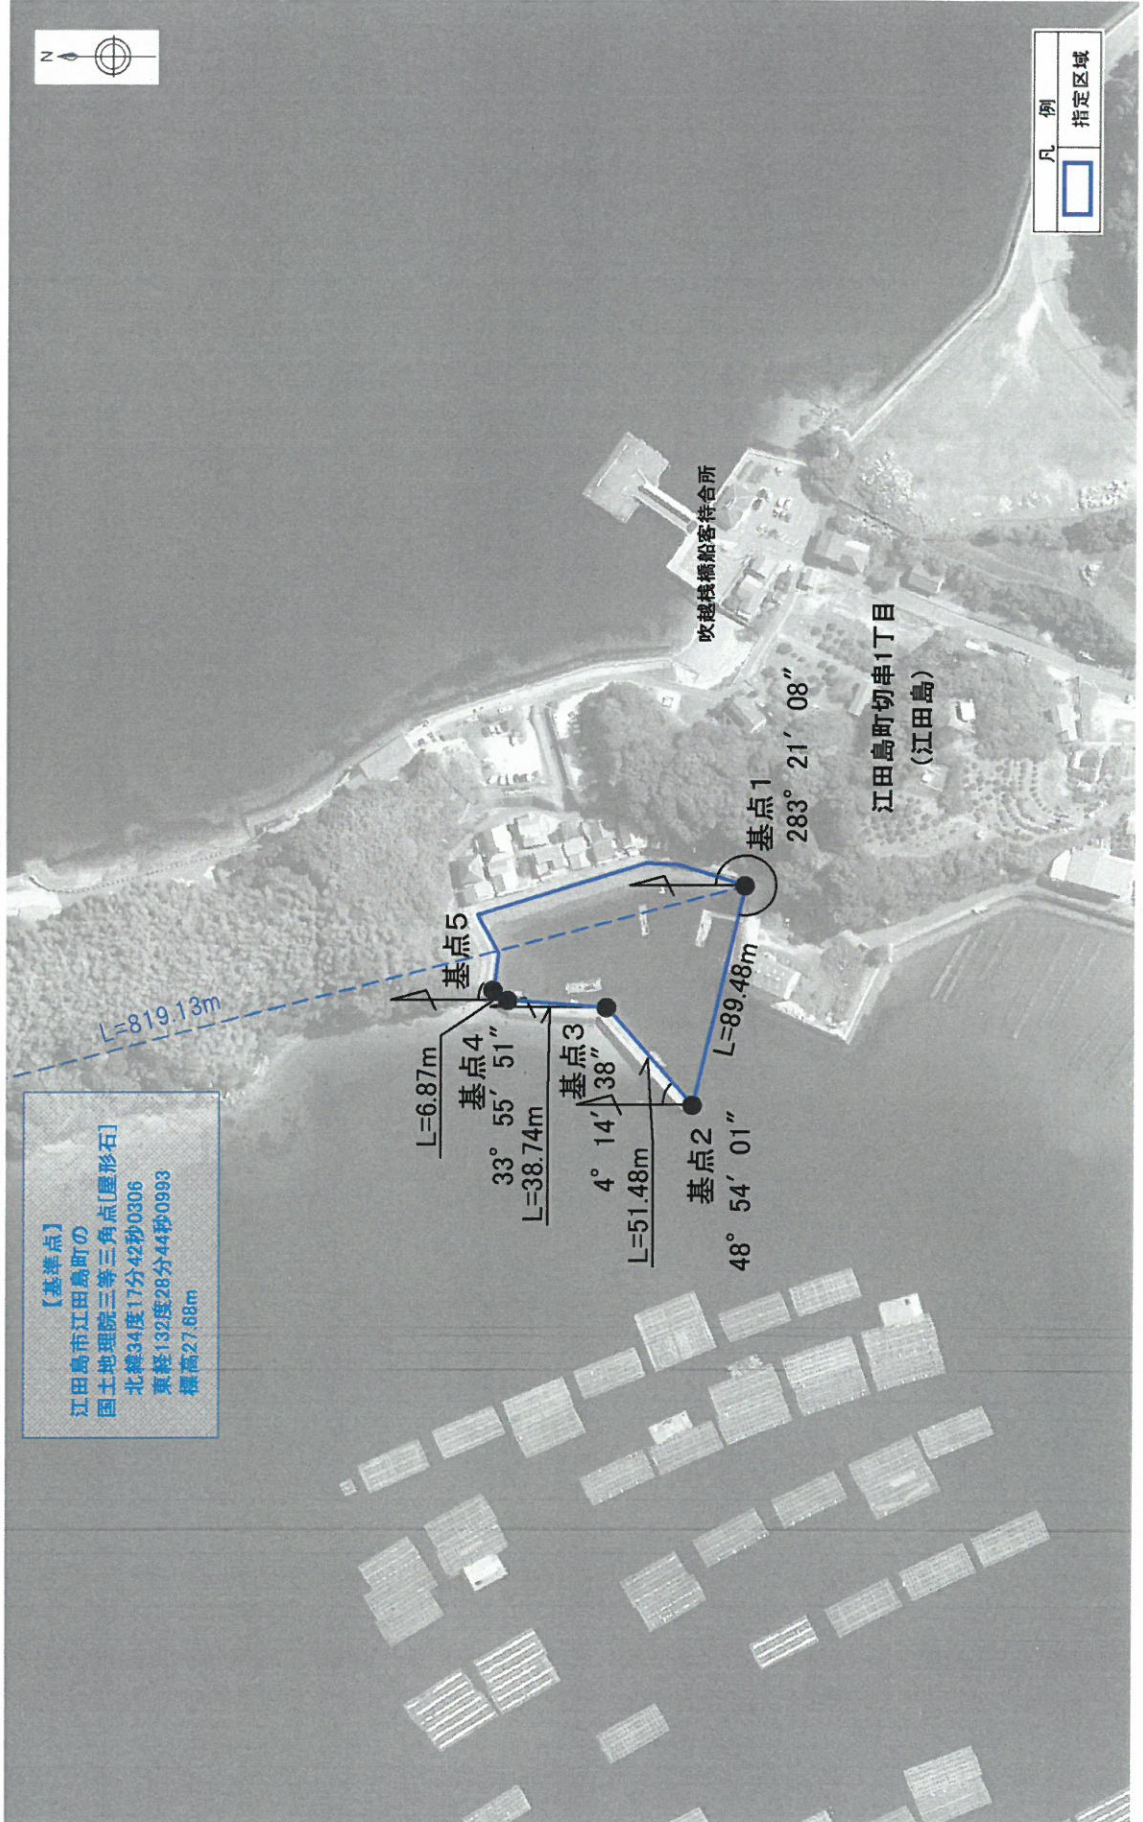 N
凡 例
指定区域
【基準点】
江田島市江田島町の
国土地理院三等三角点[屋形石]
北緯34度17分42秒0306
東経132度28分44秒0993
標高27.68m
L=819.13m
基点5
L=6.87m
基点4
33° 55′ 51″
L=38.74m
基点3
4° 14′ 38″
L=51.48m
基点2
48° 54′ 01″
L=89.48m
基点1
283° 21′ 08″
吹越桟橋船客待合所
江田島町切串1丁目
(江田島)